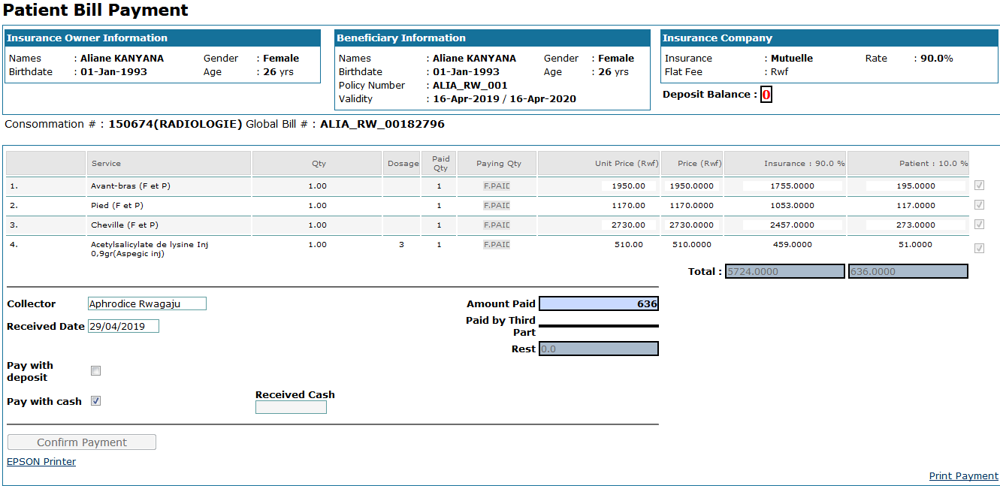 Patient Bill Payment
Insurance Owner Information
Names : Aliane KANYANA Gender : Female
Birthdate : 01-Jan-1993 Age : 26 yrs
Beneficiary Information
Names : Aliane KANYANA Gender : Female
Birthdate : 01-Jan-1993 Age : 26 yrs
Policy Number : ALIA_RW_001
Validity : 16-Apr-2019 / 16-Apr-2020
Insurance Company
Insurance : Mutuelle Rate : 90.0%
Flat Fee : Rwf
Deposit Balance : 0
Consommation # : 150674(RADIOLOGIE) Global Bill # : ALIA_RW_00182796
Service Qty Dosage Paid Qty Paying Qty Unit Price (Rwf) Price (Rwf) Insurance : 90.0 % Patient : 10.0 %
1. Avant-bras (F et P) 1.00 1 F.PAID 1950.00 1950.0000 1755.0000 195.0000
2. Pied (F et P) 1.00 1 F.PAID 1170.00 1170.0000 1053.0000 117.0000
3. Cheville (F et P) 1.00 1 F.PAID 2730.00 2730.0000 2457.0000 273.0000
4. Acetylsalicylate de lysine Inj 1.00 3 1 F.PAID 510.00 510.0000 459.0000 51.0000
0,9gr(Aspegic inj)
Total : 5724.0000 636.0000
Collector Aphrodice Rwagaju
Received Date 29/04/2019
Amount Paid 636
Paid by Third
Part
Rest 0.0
Pay with
deposit
Pay with cash
Received Cash
Confirm Payment
EPSON Printer
Print Payment